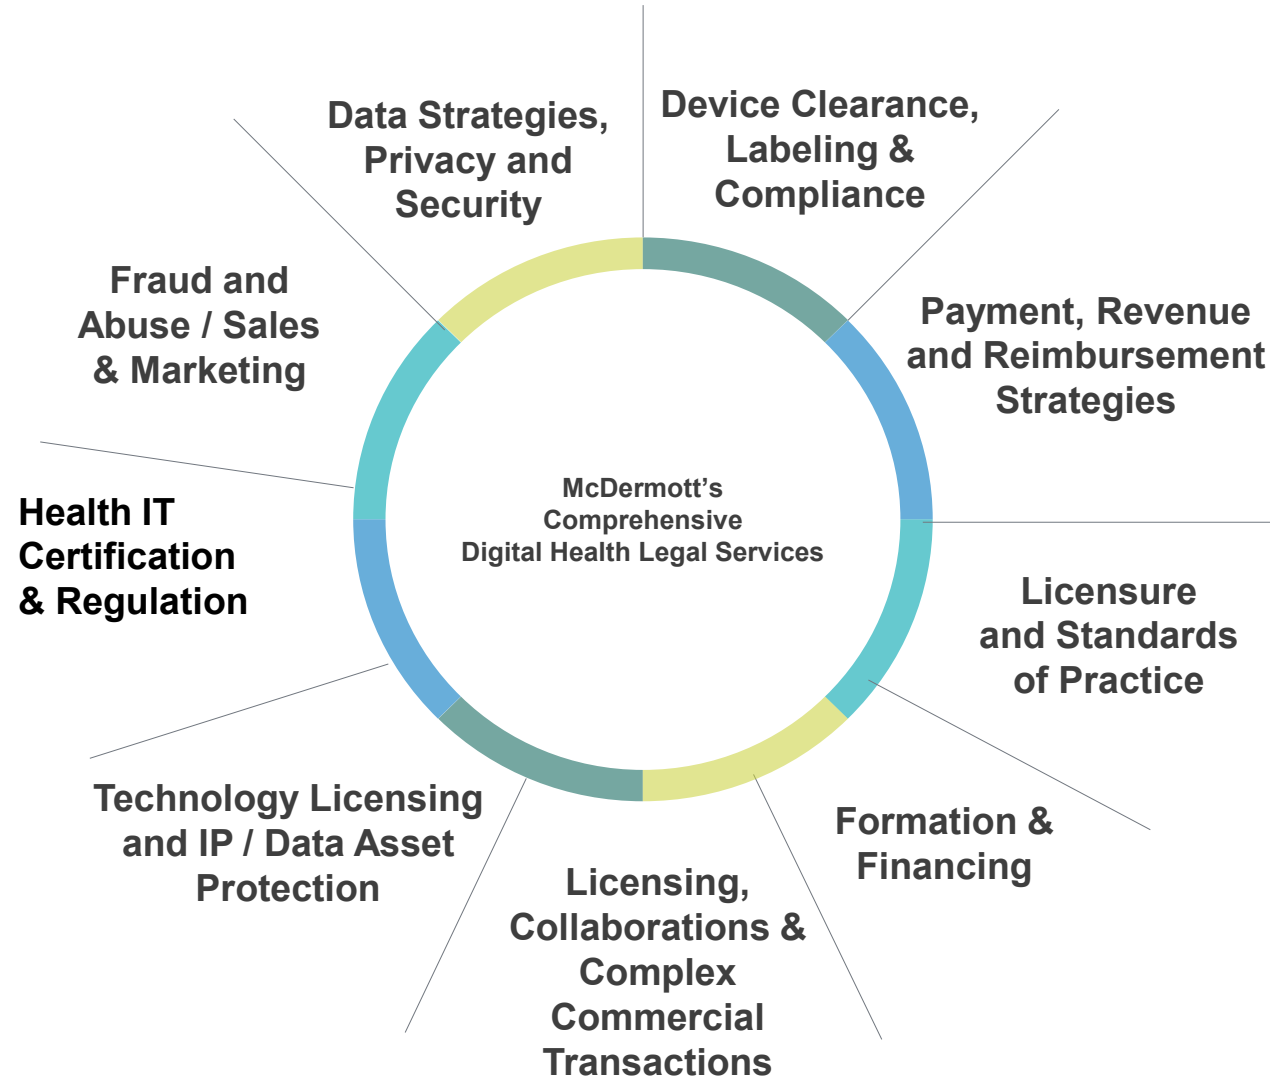 Device Clearance,
Labeling &
Compliance
Payment, Revenue
and Reimbursement
Strategies
Licensure
and Standards
of Practice
Formation &
Financing
Licensing,
Collaborations &
Complex
Commercial
Transactions
Technology Licensing
and IP / Data Asset
Protection
Health IT
Certification
& Regulation
Fraud and
Abuse / Sales
& Marketing
Data Strategies,
Privacy and
Security
McDermott’s
Comprehensive
Digital Health Legal Services